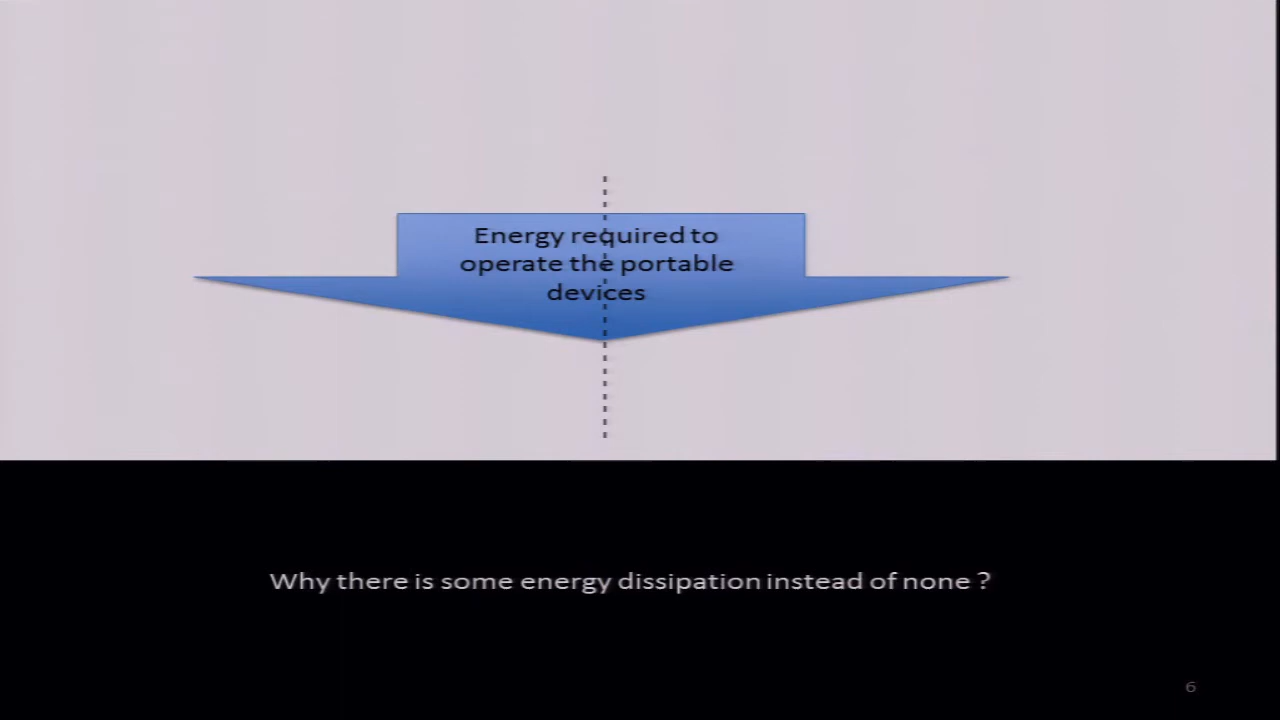 Energy required to
operate the portable
devices
Why there is some energy dissipation instead of none ?
6